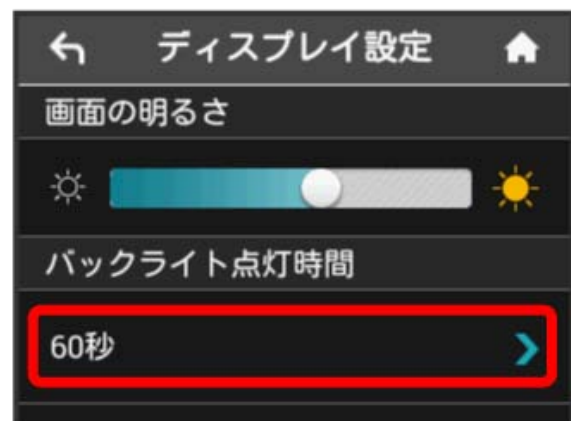 ディスプレイ設定
画面の明るさ
バックライト点灯時間
60秒